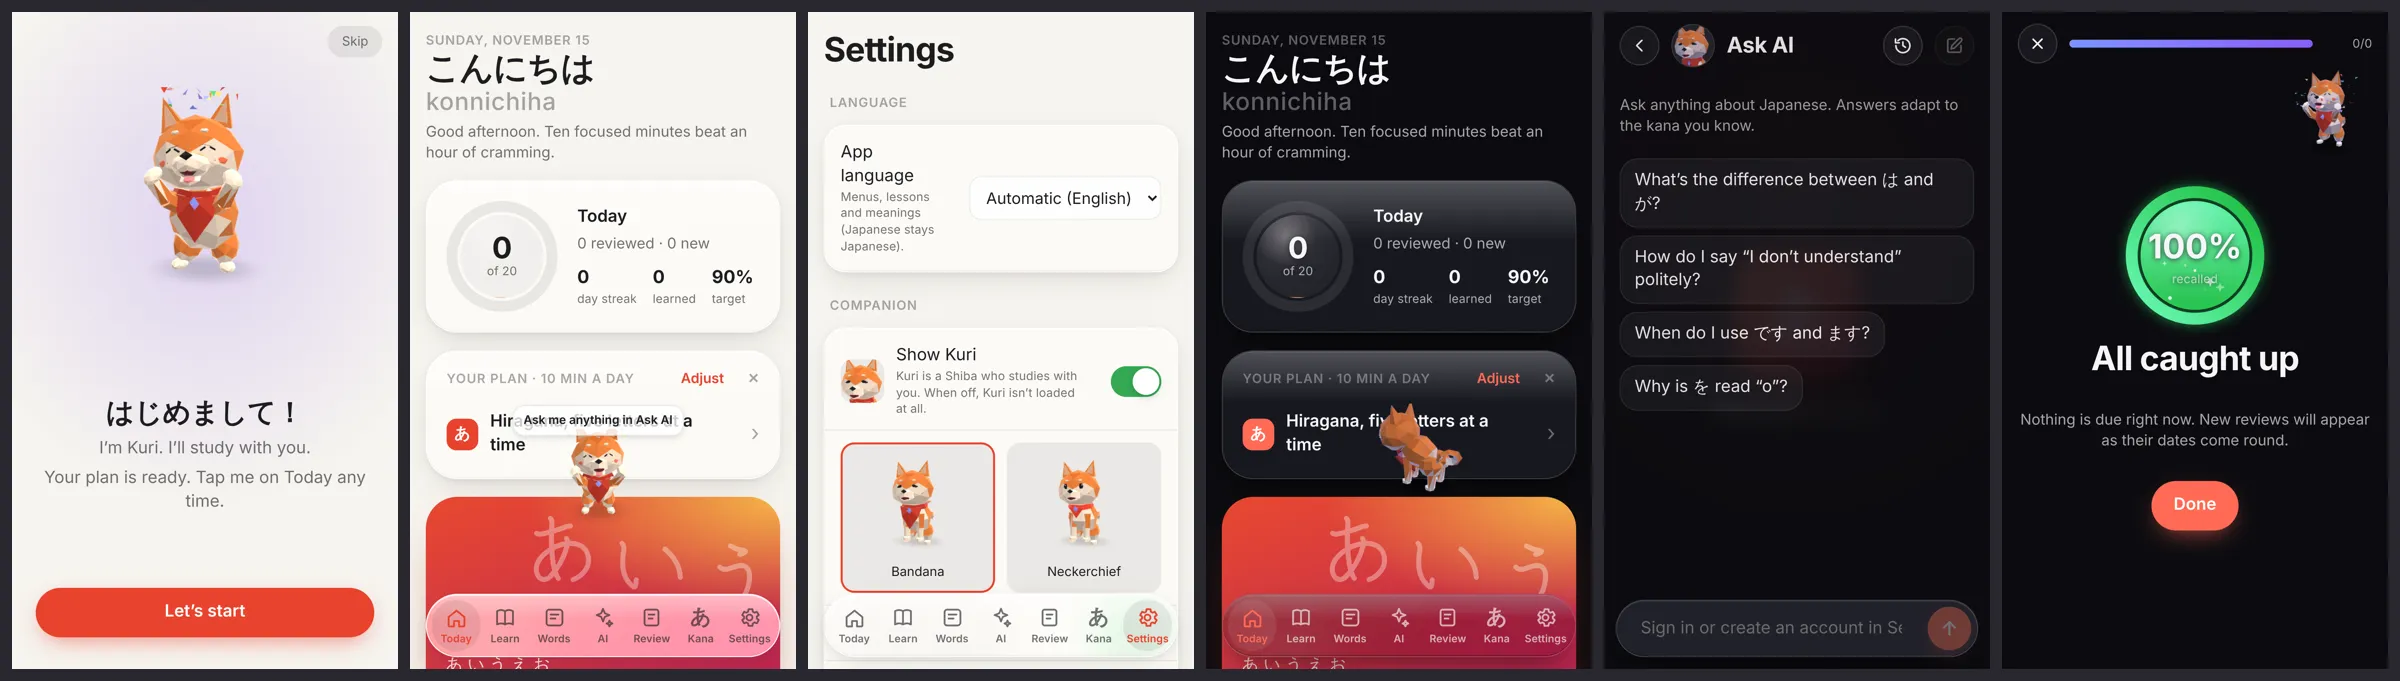 Skip
はじめまして！
I’m Kuri. I’ll study with you.
Your plan is ready. Tap me on Today any
time.
Let’s start
SUNDAY, NOVEMBER 15
こんにちは
konnichiha
Good afternoon. Ten focused minutes beat an
hour of cramming.
0
of 20
Today
0 reviewed · 0 new
0
day streak
0
learned
90%
target
YOUR PLAN · 10 MIN A DAY
Adjust
あ
Ask me anything in Ask AI
a
time
あいう
Today
Learn
Words
AI
Review
あ
Kana
Settings
あいうえお
Settings
LANGUAGE
App
language
Menus, lessons
and meanings
(Japanese stays
Japanese).
Automatic (English)
COMPANION
Show Kuri
Kuri is a Shiba who studies with
you. When off, Kuri isn’t loaded
at all.
Bandana
Neckerchief
Today
Learn
Words
AI
Review
あ
Kana
Settings
SUNDAY, NOVEMBER 15
こんにちは
konnichiha
Good afternoon. Ten focused minutes beat an
hour of cramming.
0
of 20
Today
0 reviewed · 0 new
0
day streak
0
learned
90%
target
YOUR PLAN · 10 MIN A DAY
Adjust
あ
Hiragana, at a
time
あいう
Today
Learn
Words
AI
Review
あ
Kana
Settings
あいうえお
Ask AI
Ask anything about Japanese. Answers adapt to
the kana you know.
What’s the difference between は and
が?
How do I say “I don’t understand”
politely?
When do I use です and ます?
Why is を read “o”?
Sign in or create an account in
0/0
100%
recalled
All caught up
Nothing is due right now. New reviews will appear
as their dates come round.
Done